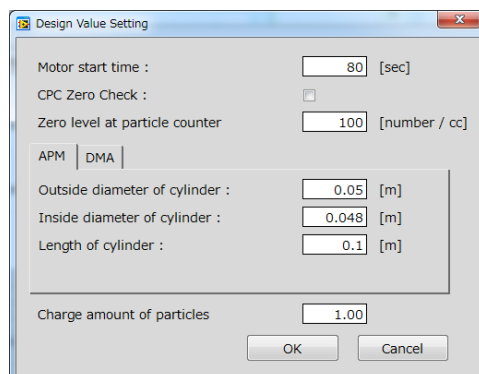 Design Value Setting
Motor start time : 80 [sec]
CPC Zero Check :
Zero level at particle counter 100 [number / cc]
APM DMA
Outside diameter of cylinder : 0.05 [m]
Inside diameter of cylinder : 0.048 [m]
Length of cylinder : 0.1 [m]
Charge amount of particles 1.00
OK Cancel